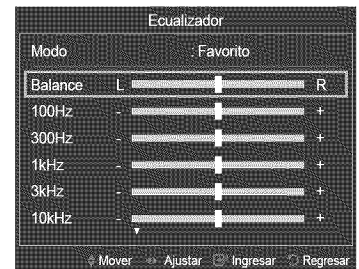 Ecualizador
Modo : Favorito
Balance L R
100Hz - +
300Hz - +
1kHz - +
3kHz - +
10kHz - +
Mover Ajustar Ingresar Regresar